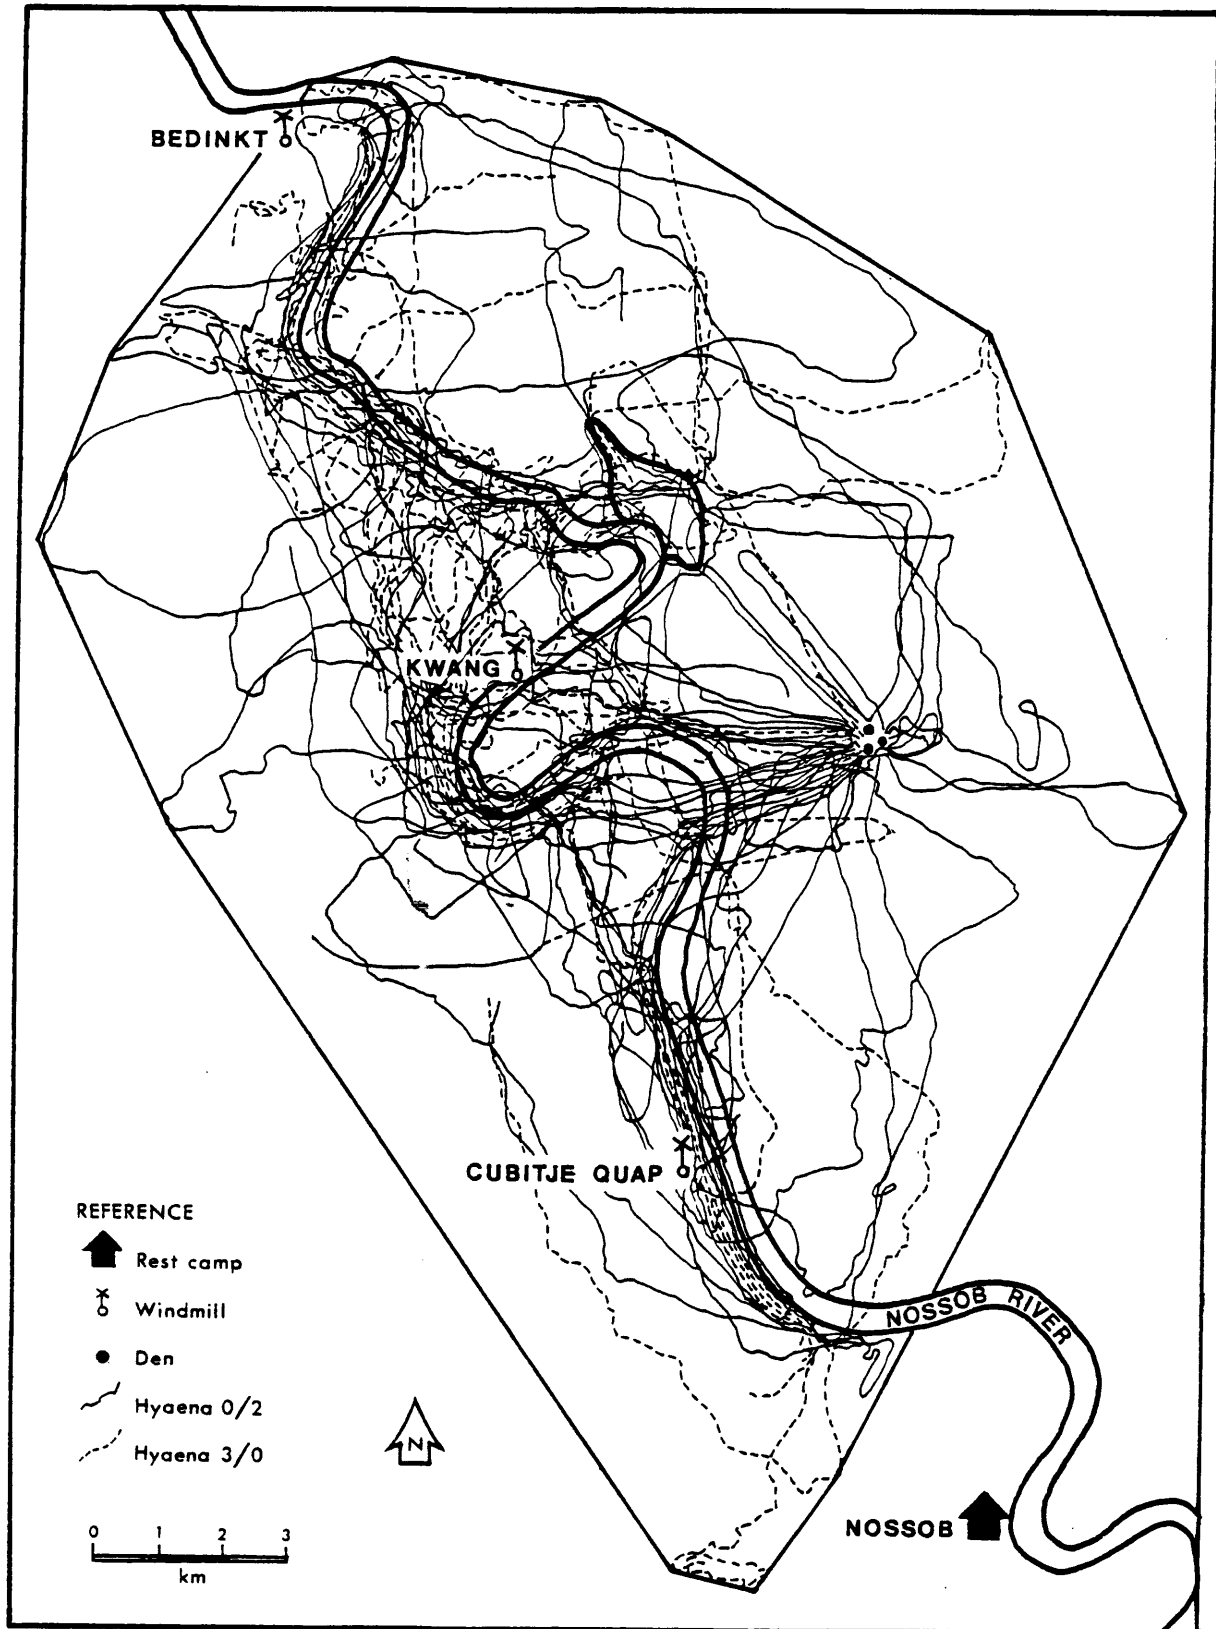 BEDINKT
KWANG
CUBITJE QUAP
REFERENCE
Rest camp
Windmill
Den
Hyaena 0/2
Hyaena 3/0
N
0 1 2 3
km
NOSSOB RIVER
NOSSOB